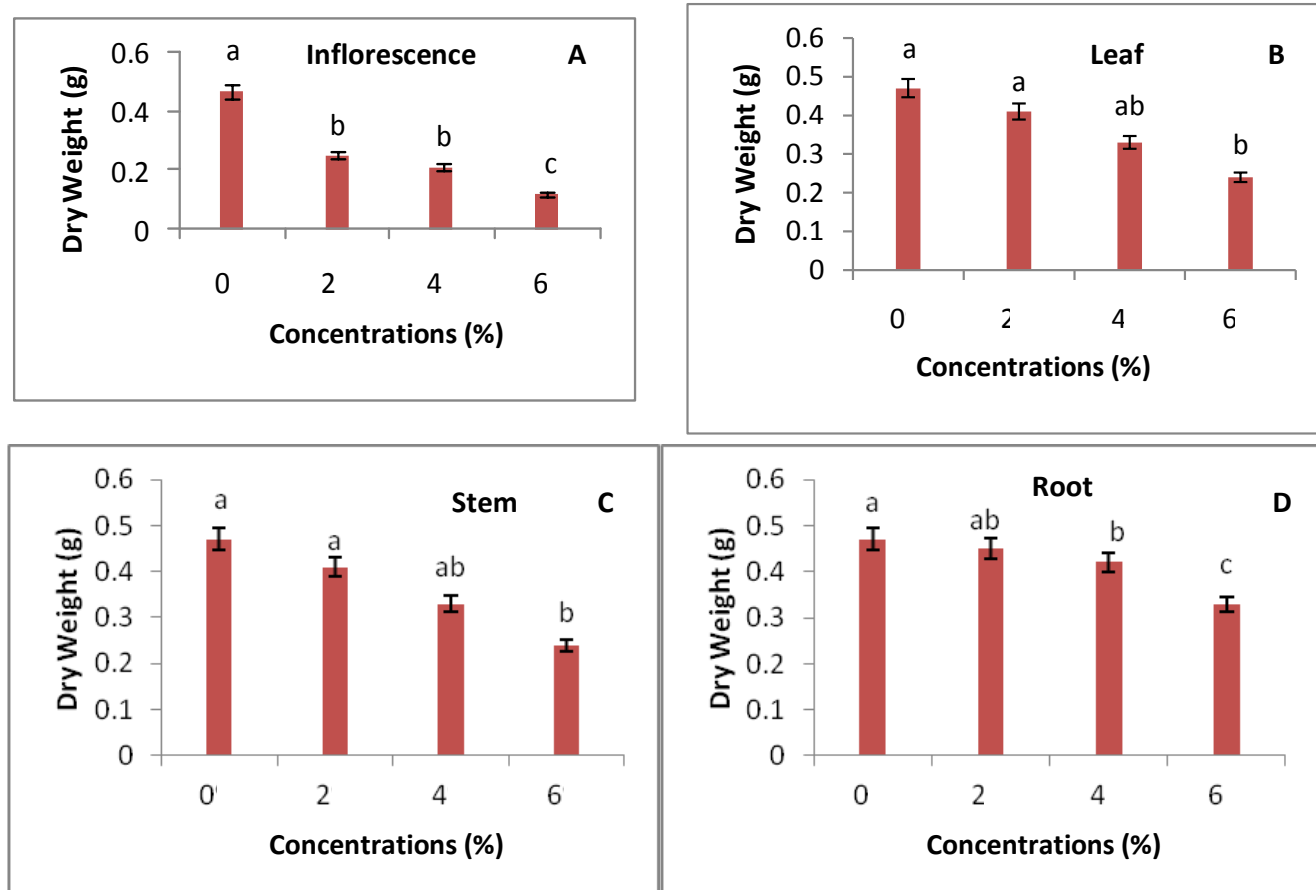 Inflorescence A
Dry Weight (g)
0.6
0.4
0.2
0
a
b
b
c
0 2 4 6
Concentrations (%)
Leaf B
Dry Weight (g)
0.6
0.5
0.4
0.3
0.2
0.1
0
a
a
ab
b
0 2 4 6
Concentrations (%)
Stem C
Dry Weight (g)
0.6
0.5
0.4
0.3
0.2
0.1
0
a
a
ab
b
0 2 4 6
Concentrations (%)
Root D
Dry Weight (g)
0.6
0.5
0.4
0.3
0.2
0.1
0
a
ab
b
c
0 2 4 6
Concentrations (%)